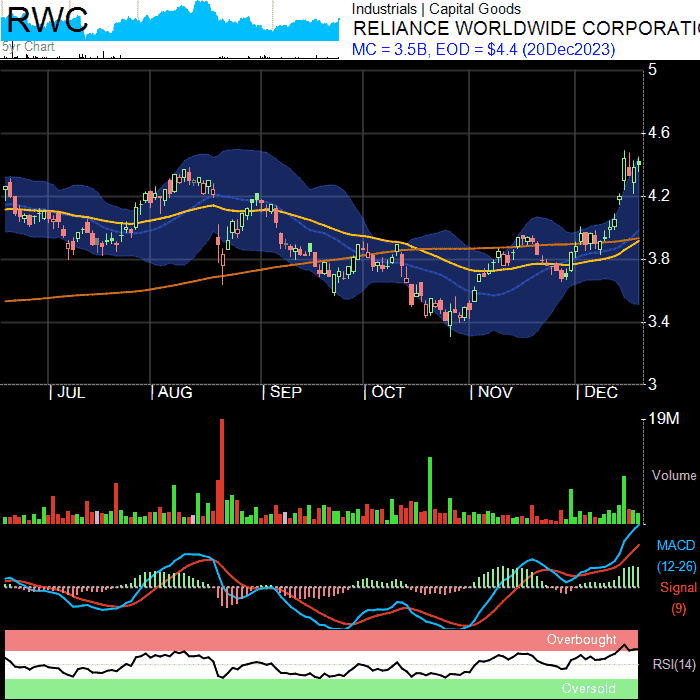 RWC
5yr Chart
Industrials | Capital Goods
RELIANCE WORLDWIDE CORPORATI
MC = 3.5B, EOD = $4.4 (20Dec2023)
5
4.6
4.2
3.8
3.4
3
| JUL | AUG | SEP | OCT | NOV | DEC
19M
Volume
MACD
(12-26)
Signal
(9)
Overbought
RSI(14)
Oversold